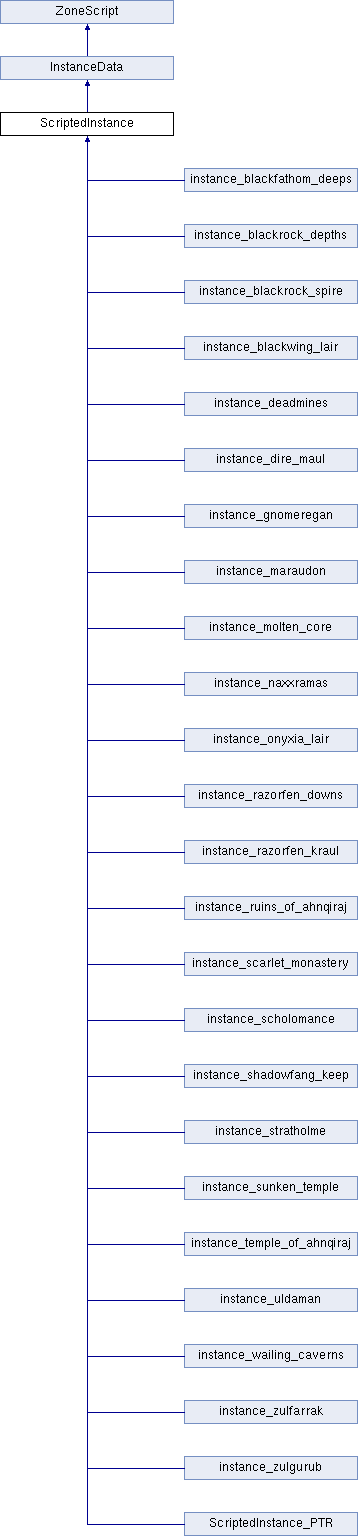 ZoneScript
InstanceData
ScriptedInstance
instance_blackfathom_deeps
instance_blackrock_depths
instance_blackrock_spire
instance_blackwing_lair
instance_deadmines
instance_dire_maul
instance_gnomeregan
instance_maraudon
instance_molten_core
instance_naxxramas
instance_onyxia_lair
instance_razorfen_downs
instance_razorfen_kraul
instance_ruins_of_ahnqiraj
instance_scarlet_monastery
instance_scholomance
instance_shadowfang_keep
instance_stratholme
instance_sunken_temple
instance_temple_of_ahnqiraj
instance_uldaman
instance_wailing_caverns
instance_zulfarrak
instance_zulgurub
ScriptedInstance_PTR